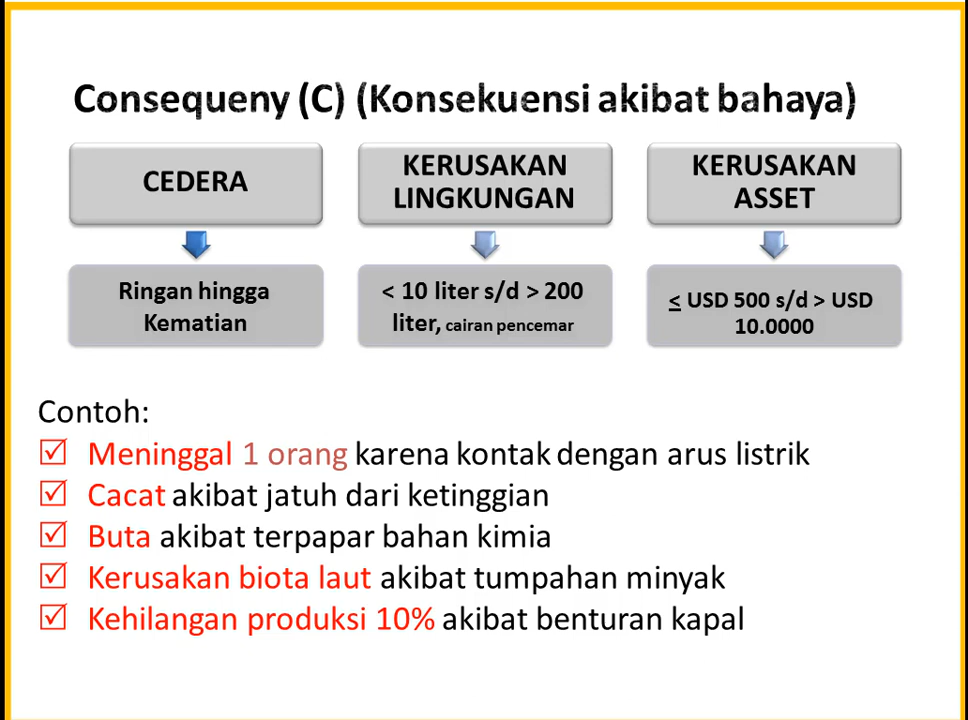 Consequeny (C) (Konsekuensi akibat bahaya)
CEDERA
KERUSAKAN
LINGKUNGAN
KERUSAKAN
ASSET
Ringan hingga
Kematian
< 10 liter s/d > 200
liter, cairan pencemar
≤ USD 500 s/d > USD
10.0000
Contoh:
☑ Meninggal 1 orang karena kontak dengan arus listrik
☑ Cacat akibat jatuh dari ketinggian
☑ Buta akibat terpapar bahan kimia
☑ Kerusakan biota laut akibat tumpahan minyak
☑ Kehilangan produksi 10% akibat benturan kapal